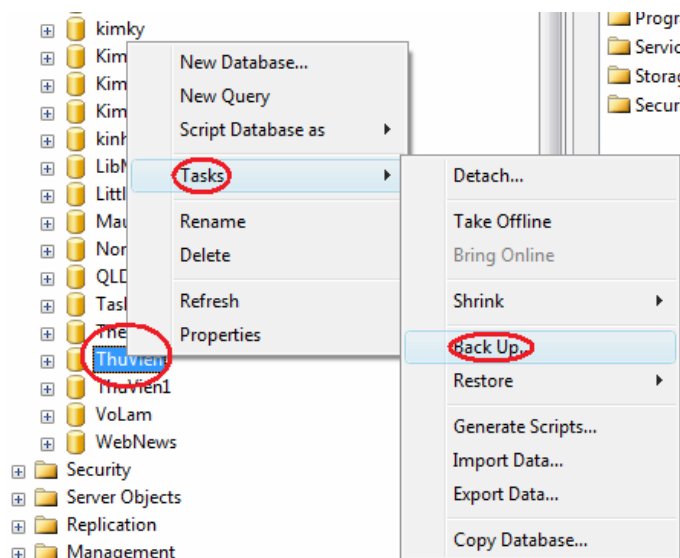 kimky
Kim
Kim
Kim
kinh
LibM
Littl
Mau
Nor
QLD
Task
The
ThuVien
ThuVien1
VoLam
WebNews
Security
Server Objects
Replication
Management
New Database...
New Query
Script Database as
Tasks
Rename
Delete
Refresh
Properties
Detach...
Take Offline
Bring Online
Shrink
Back Up...
Restore
Generate Scripts...
Import Data...
Export Data...
Copy Database...
Progr
Servic
Storag
Secur